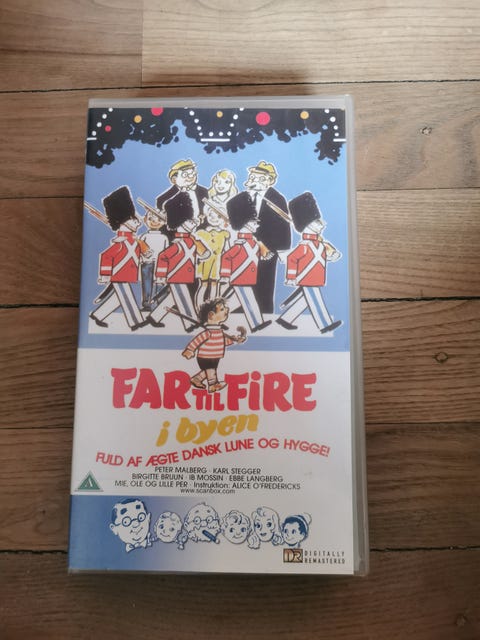 FAR TIL FIRE
i byen
FULD AF ÆGTE DANSK LUNE OG HYGGE!
PETER MALBERG · KARL STEGGER
BIRGITTE BRUUN · IB MOSSIN · EBBE LANGBERG
MIE, OLE OG LILLE PER · Instruktion: ALICE O'FREDERICKS
www.scanbox.com
A
DR DIGITALLY
REMASTERED